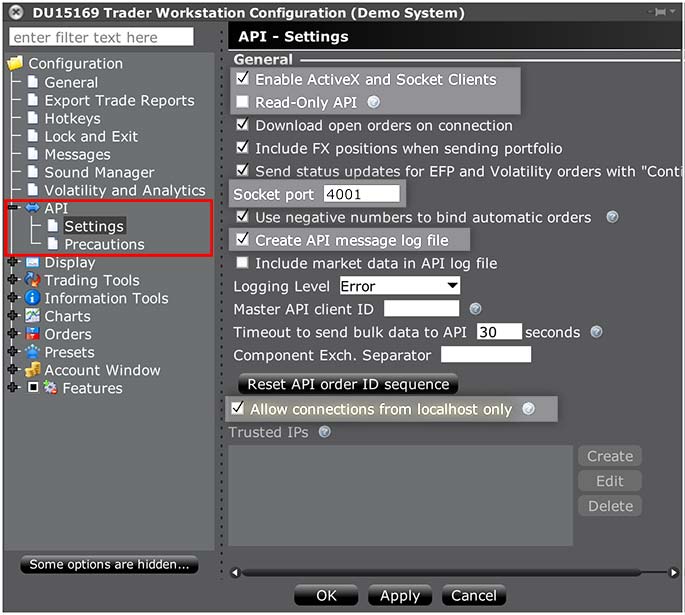 DU15169 Trader Workstation Configuration (Demo System)
enter filter text here
Configuration
General
Export Trade Reports
Hotkeys
Lock and Exit
Messages
Sound Manager
Volatility and Analytics
API
Settings
Precautions
Display
Trading Tools
Information Tools
Charts
Orders
Presets
Account Window
Features
Some options are hidden...
API - Settings
General
Enable ActiveX and Socket Clients
Read-Only API ?
Download open orders on connection
Include FX positions when sending portfolio
Send status updates for EFP and Volatility orders with "Conti
Socket port 4001
Use negative numbers to bind automatic orders ?
Create API message log file
Include market data in API log file
Logging Level Error
Master API client ID ?
Timeout to send bulk data to API 30 seconds ?
Component Exch. Separator
Reset API order ID sequence
Allow connections from localhost only ?
Trusted IPs ?
Create
Edit
Delete
OK Apply Cancel